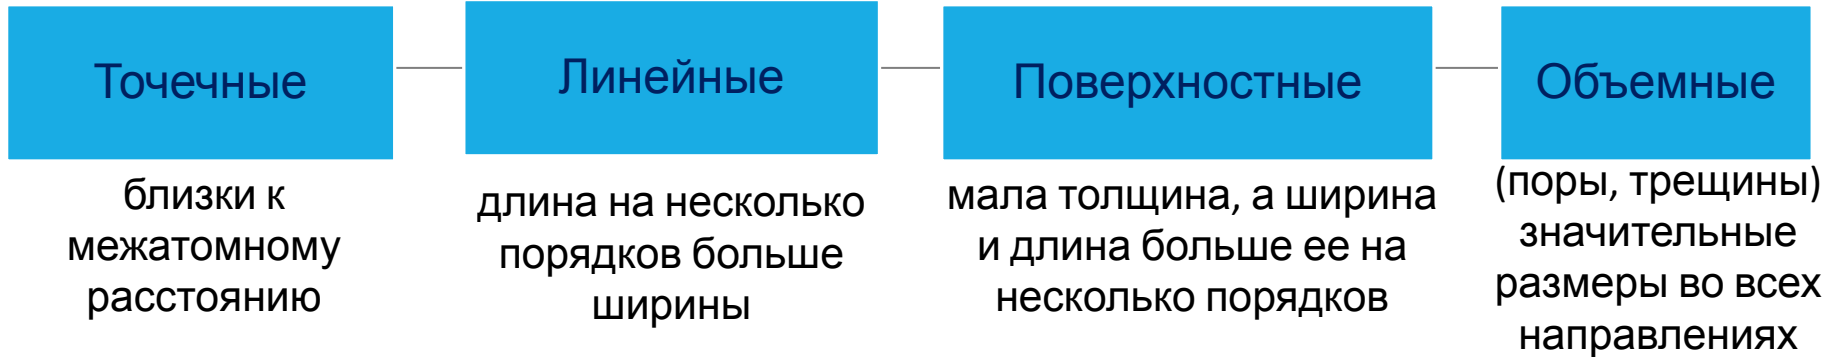 Точечные
близки к
межатомному
расстоянию
Линейные
длина на несколько
порядков больше
ширины
Поверхностные
мала толщина, а ширина
и длина больше ее на
несколько порядков
Объемные
(поры, трещины)
значительные
размеры во всех
направлениях